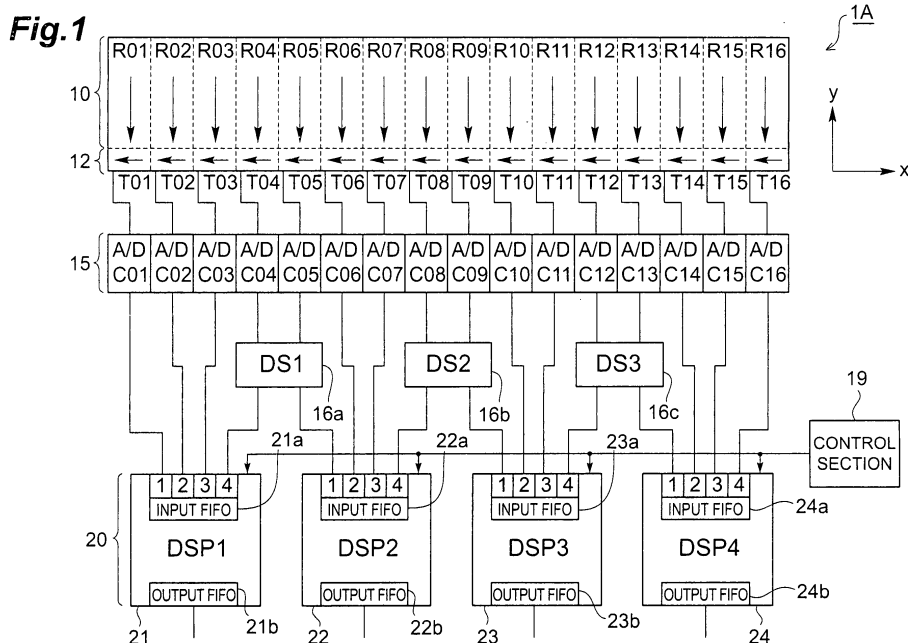 Fig.1
1A
R01 R02 R03 R04 R05 R06 R07 R08 R09 R10 R11 R12 R13 R14 R15 R16
10
y
12
x
T01 T02 T03 T04 T05 T06 T07 T08 T09 T10 T11 T12 T13 T14 T15 T16
15
A/D A/D A/D A/D A/D A/D A/D A/D A/D A/D A/D A/D A/D A/D A/D A/D
C01 C02 C03 C04 C05 C06 C07 C08 C09 C10 C11 C12 C13 C14 C15 C16
DS1 DS2 DS3
16a 16b 16c
19
CONTROL
SECTION
21a 22a 23a
1 2 3 4 1 2 3 4 1 2 3 4 1 2 3 4
INPUT FIFO INPUT FIFO INPUT FIFO INPUT FIFO
24a
20
DSP1 DSP2 DSP3 DSP4
OUTPUT FIFO OUTPUT FIFO OUTPUT FIFO OUTPUT FIFO
24b
21 21b 22 22b 23 23b 24